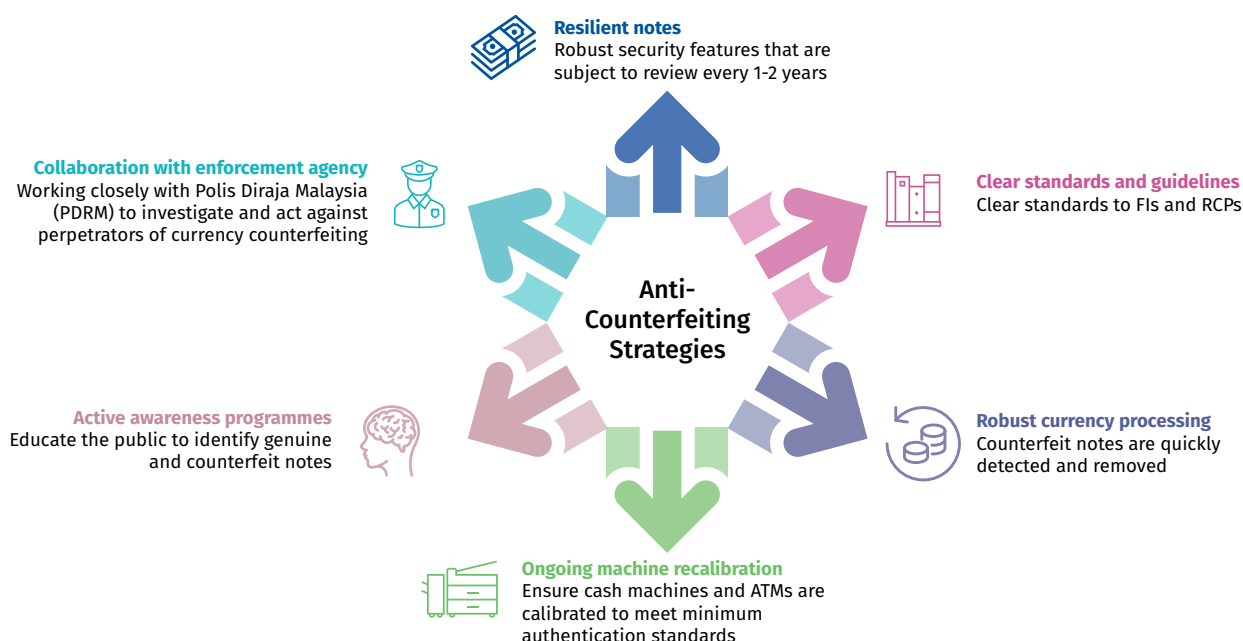 Resilient notes
Robust security features that are
subject to review every 1-2 years
Collaboration with enforcement agency
Working closely with Polis Diraja Malaysia
(PDRM) to investigate and act against
perpetrators of currency counterfeiting
Clear standards and guidelines
Clear standards to FIs and RCPs
Anti-
Counterfeiting
Strategies
Active awareness programmes
Educate the public to identify genuine
and counterfeit notes
Robust currency processing
Counterfeit notes are quickly
detected and removed
Ongoing machine recalibration
Ensure cash machines and ATMs are
calibrated to meet minimum
authentication standards